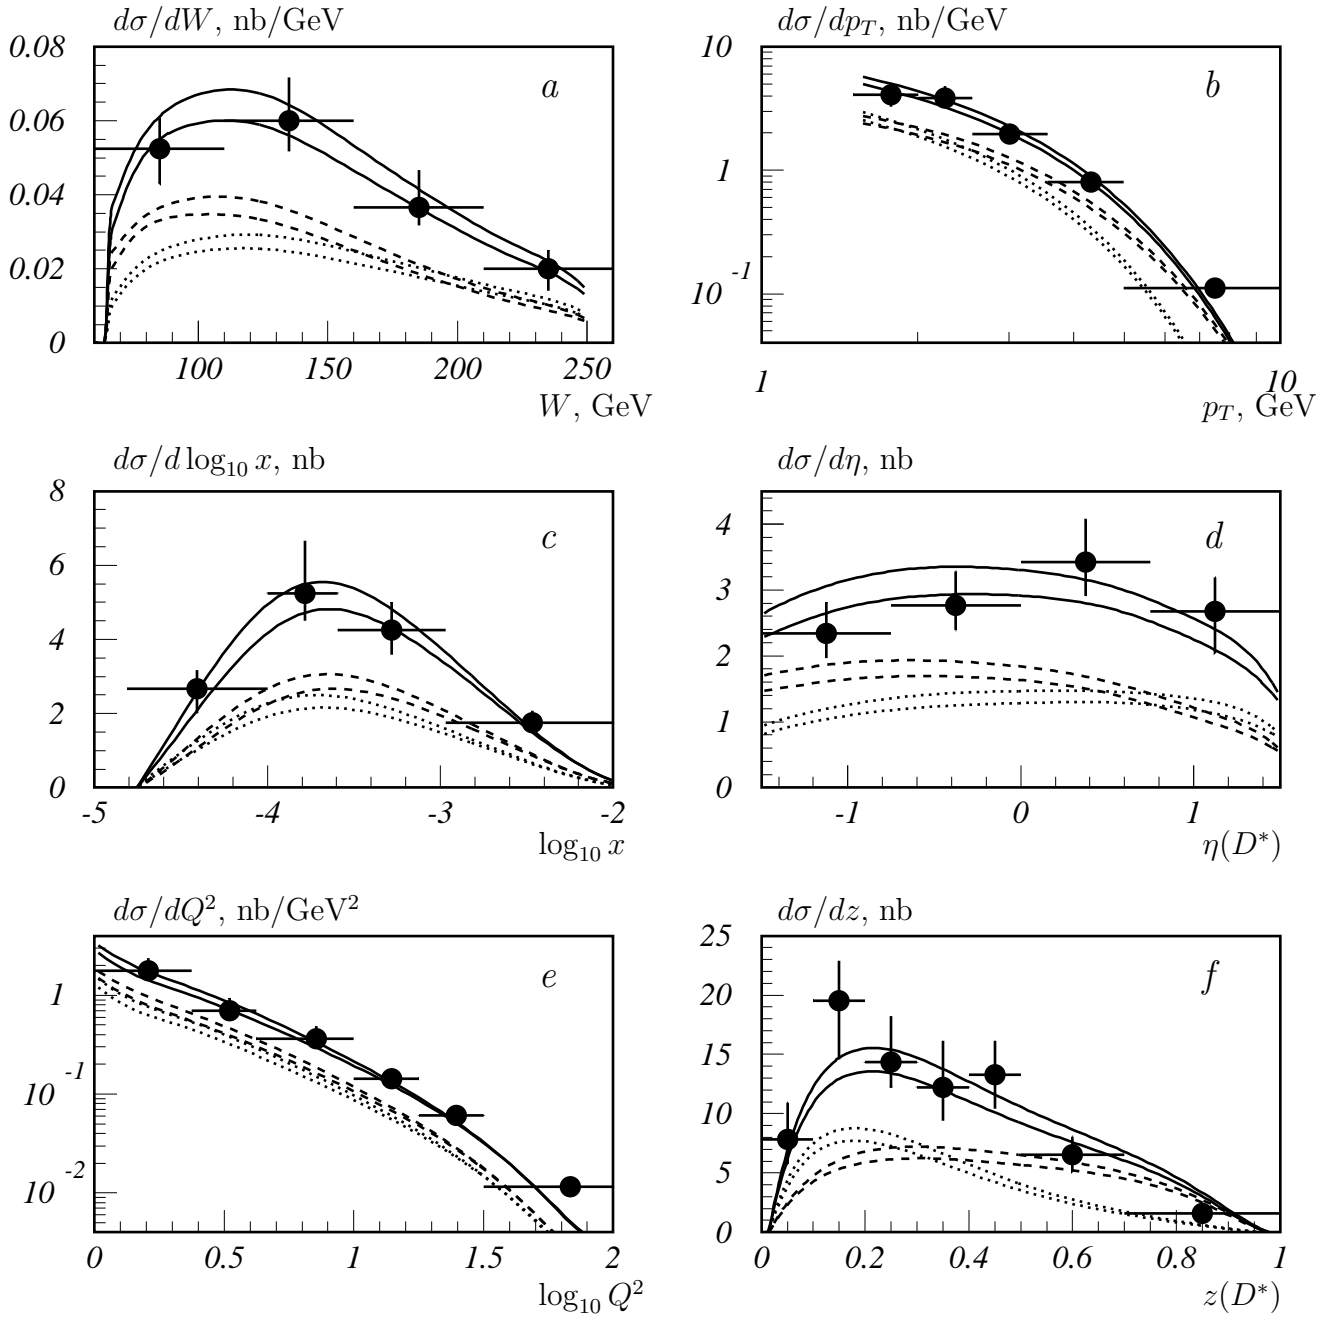 dσ/dW, nb/GeV
0.08
0.06
0.04
0.02
0
a
100 150 200 250
W, GeV
dσ/dp_T, nb/GeV
10
1
10^-1
b
1 10
p_T, GeV
dσ/d log₁₀ x, nb
8
6
4
2
0
c
-5 -4 -3 -2
log₁₀ x
dσ/dη, nb
4
3
2
1
0
d
-1 0 1
η(D*)
dσ/dQ², nb/GeV²
1
10^-1
10^-2
e
0 0.5 1 1.5 2
log₁₀ Q²
dσ/dz, nb
25
20
15
10
5
0
f
0 0.2 0.4 0.6 0.8 1
z(D*)